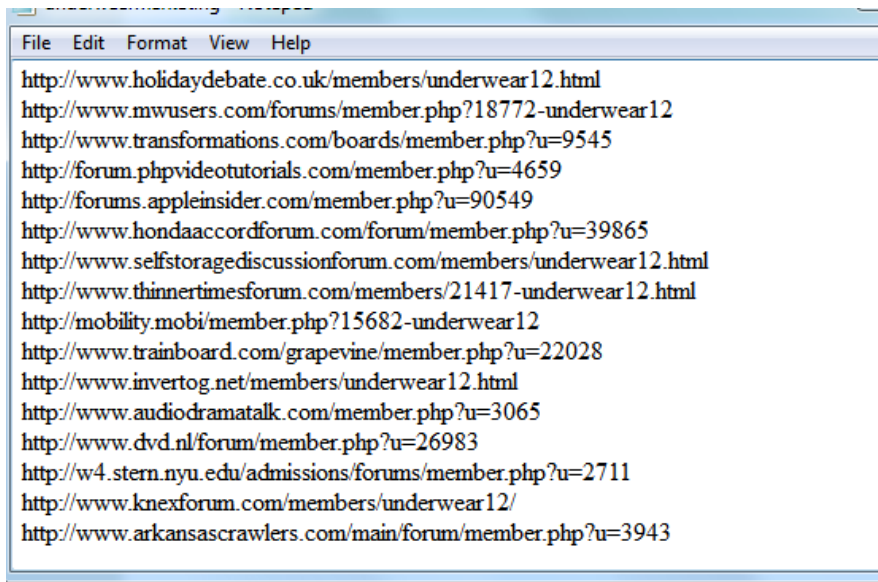 File Edit Format View Help
http://www.holidaydebate.co.uk/members/underwear12.html
http://www.mwusers.com/forums/member.php?18772-underwear12
http://www.transformations.com/boards/member.php?u=9545
http://forum.phpvideotutorials.com/member.php?u=4659
http://forums.appleinsider.com/member.php?u=90549
http://www.hondaaccordforum.com/forum/member.php?u=39865
http://www.selfstoragediscussionforum.com/members/underwear12.html
http://www.thinnertimesforum.com/members/21417-underwear12.html
http://mobility.mobi/member.php?15682-underwear12
http://www.trainboard.com/grapevine/member.php?u=22028
http://www.invertog.net/members/underwear12.html
http://www.audiodramatalk.com/member.php?u=3065
http://www.dvd.nl/forum/member.php?u=26983
http://w4.stern.nyu.edu/admissions/forums/member.php?u=2711
http://www.knexforum.com/members/underwear12/
http://www.arkansascrawlers.com/main/forum/member.php?u=3943